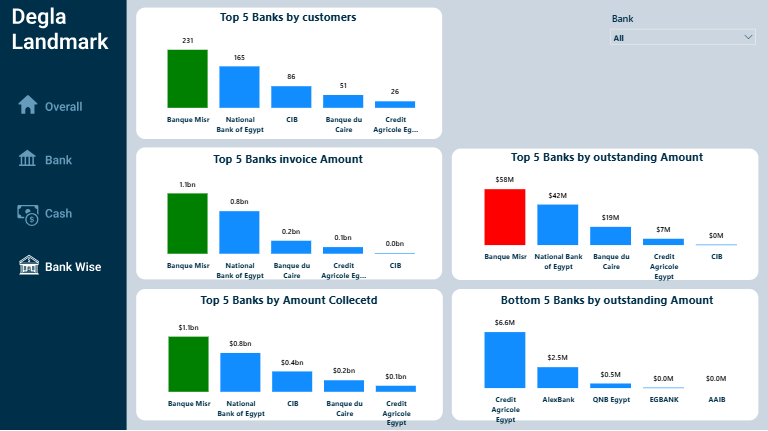 Degla
Landmark
Overall
Bank
Cash
Bank Wise
Top 5 Banks by customers
231
165
86
51
26
Banque Misr
National
Bank of Egypt
CIB
Banque du
Caire
Credit
Agricole Eg...
Bank
All
Top 5 Banks invoice Amount
1.1bn
0.8bn
0.2bn
0.1bn
0.0bn
Banque Misr
National
Bank of Egypt
Banque du
Caire
Credit
Agricole Eg...
CIB
Top 5 Banks by outstanding Amount
$58M
$42M
$19M
$7M
$0M
Banque Misr
National Bank
of Egypt
Banque du
Caire
Credit
Agricole
Egypt
CIB
Top 5 Banks by Amount Collecetd
$1.1bn
$0.8bn
$0.4bn
$0.2bn
$0.1bn
Banque Misr
National
Bank of Egypt
CIB
Banque du
Caire
Credit
Agricole
Egypt
Bottom 5 Banks by outstanding Amount
$6.6M
$2.5M
$0.5M
$0.0M
$0.0M
Credit
Agricole
Egypt
AlexBank
QNB Egypt
EGBANK
AAIB